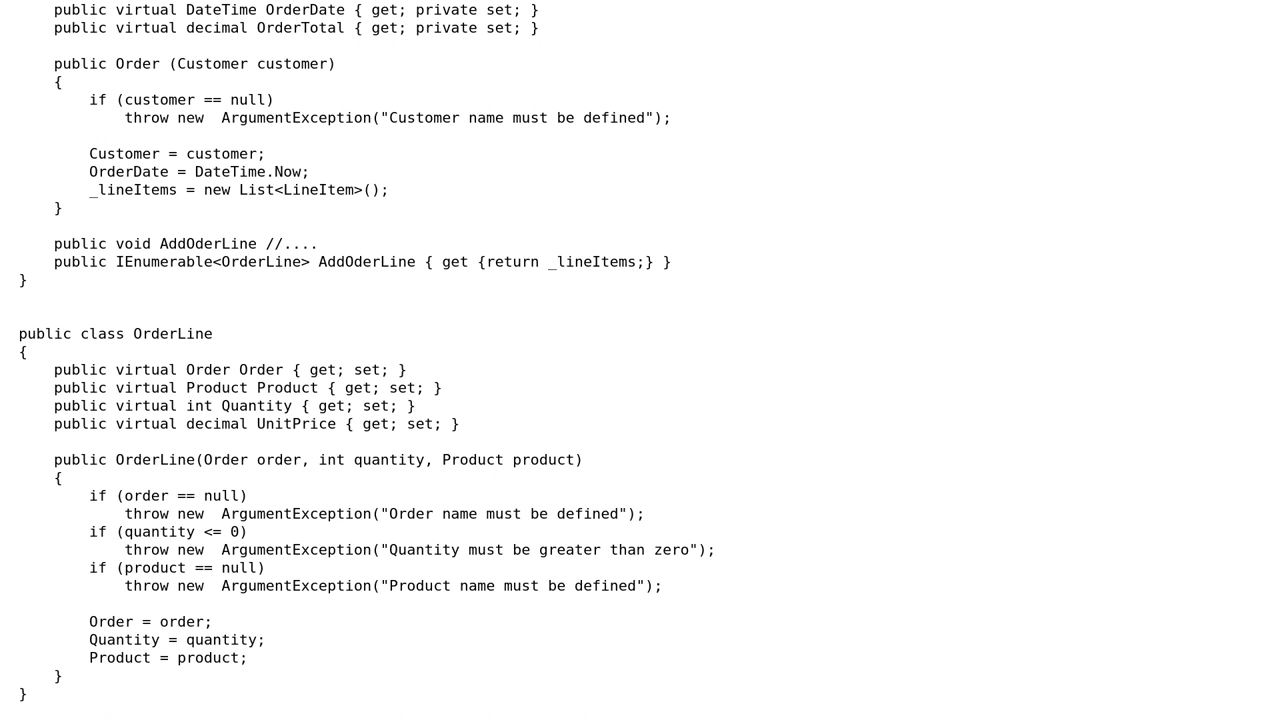 public virtual DateTime OrderDate { get; private set; }
    public virtual decimal OrderTotal { get; private set; }

    public Order (Customer customer)
    {
        if (customer == null)
            throw new  ArgumentException("Customer name must be defined");

        Customer = customer;
        OrderDate = DateTime.Now;
        _lineItems = new List<LineItem>();
    }

    public void AddOderLine //....
    public IEnumerable<OrderLine> AddOderLine { get {return _lineItems;} }
}


public class OrderLine
{
    public virtual Order Order { get; set; }
    public virtual Product Product { get; set; }
    public virtual int Quantity { get; set; }
    public virtual decimal UnitPrice { get; set; }

    public OrderLine(Order order, int quantity, Product product)
    {
        if (order == null)
            throw new  ArgumentException("Order name must be defined");
        if (quantity <= 0)
            throw new  ArgumentException("Quantity must be greater than zero");
        if (product == null)
            throw new  ArgumentException("Product name must be defined");

        Order = order;
        Quantity = quantity;
        Product = product;
    }
}